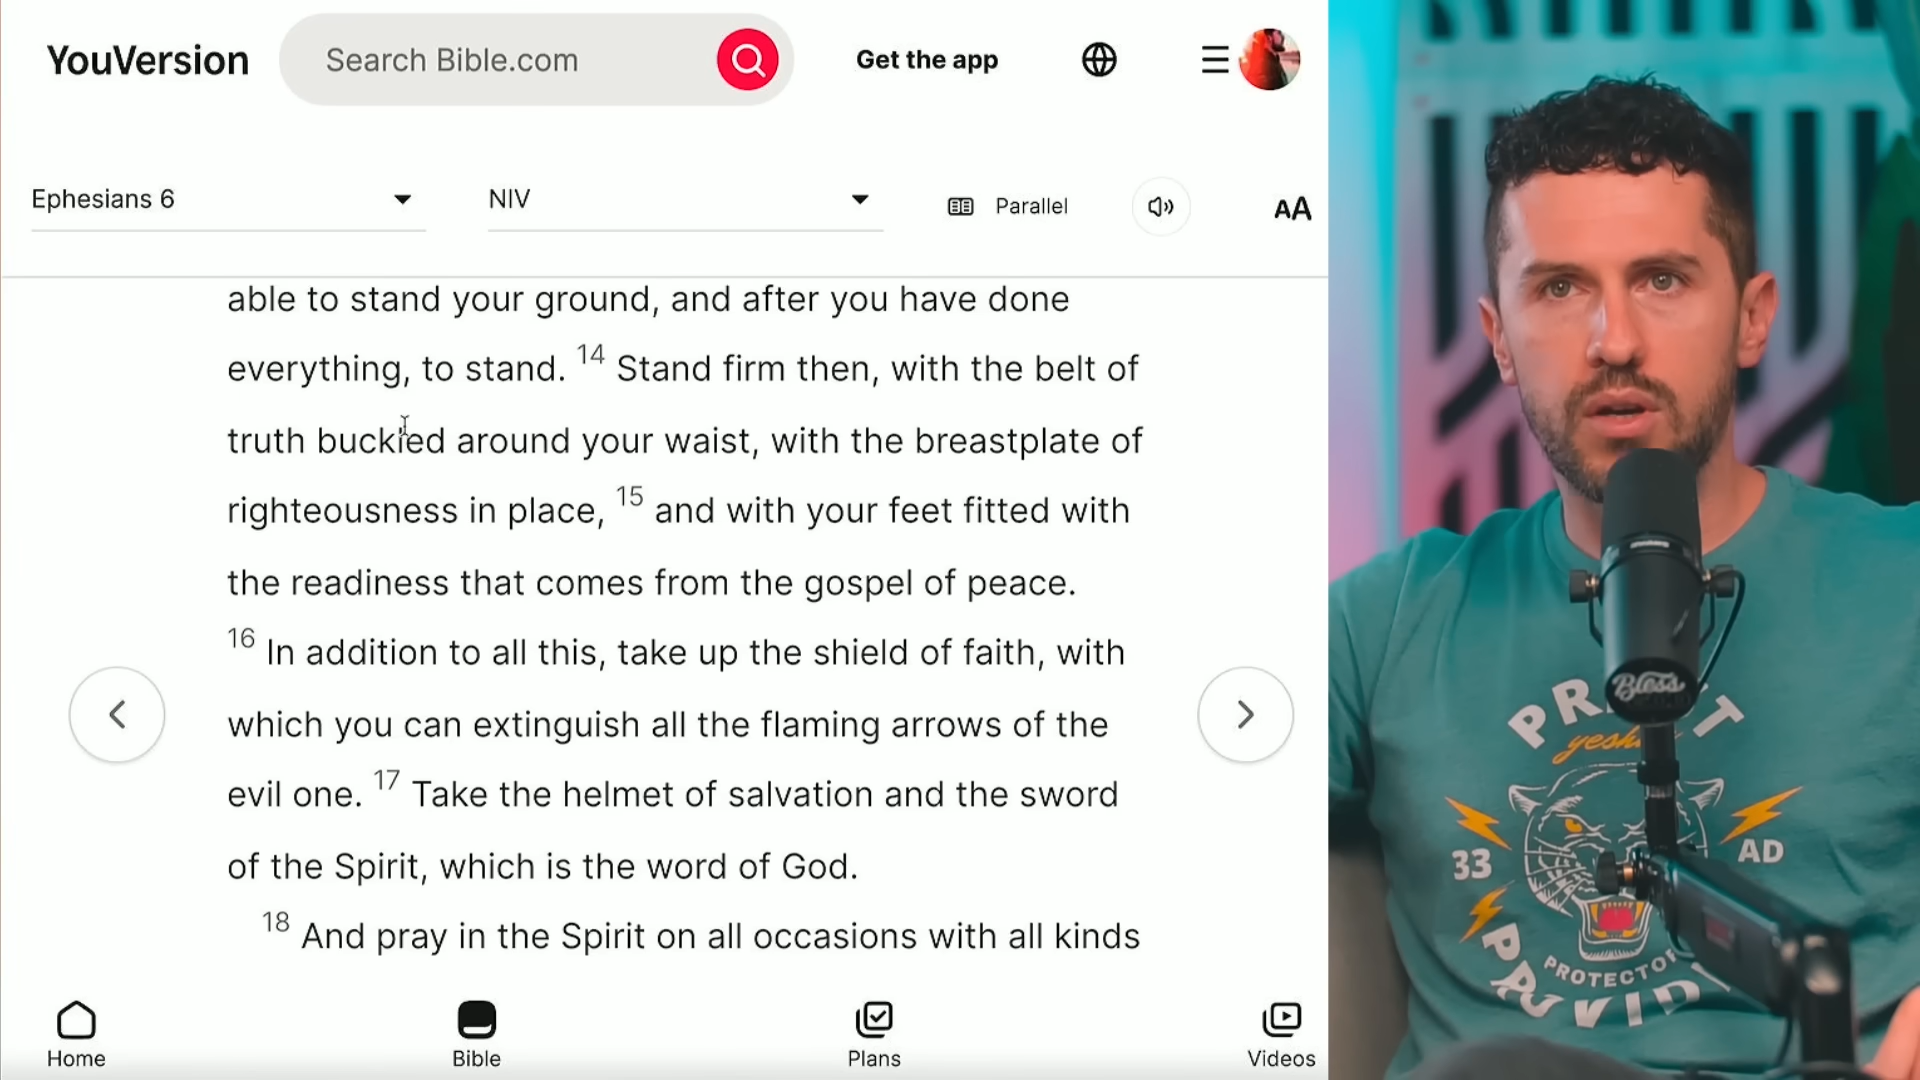 YouVersion
Search Bible.com
Get the app
Ephesians 6
NIV
Parallel
AA
able to stand your ground, and after you have done
everything, to stand. 14 Stand firm then, with the belt of
truth buckled around your waist, with the breastplate of
righteousness in place, 15 and with your feet fitted with
the readiness that comes from the gospel of peace.
16 In addition to all this, take up the shield of faith, with
which you can extinguish all the flaming arrows of the
evil one. 17 Take the helmet of salvation and the sword
of the Spirit, which is the word of God.
18 And pray in the Spirit on all occasions with all kinds
Home
Bible
Plans
Videos
Bless
33
AD